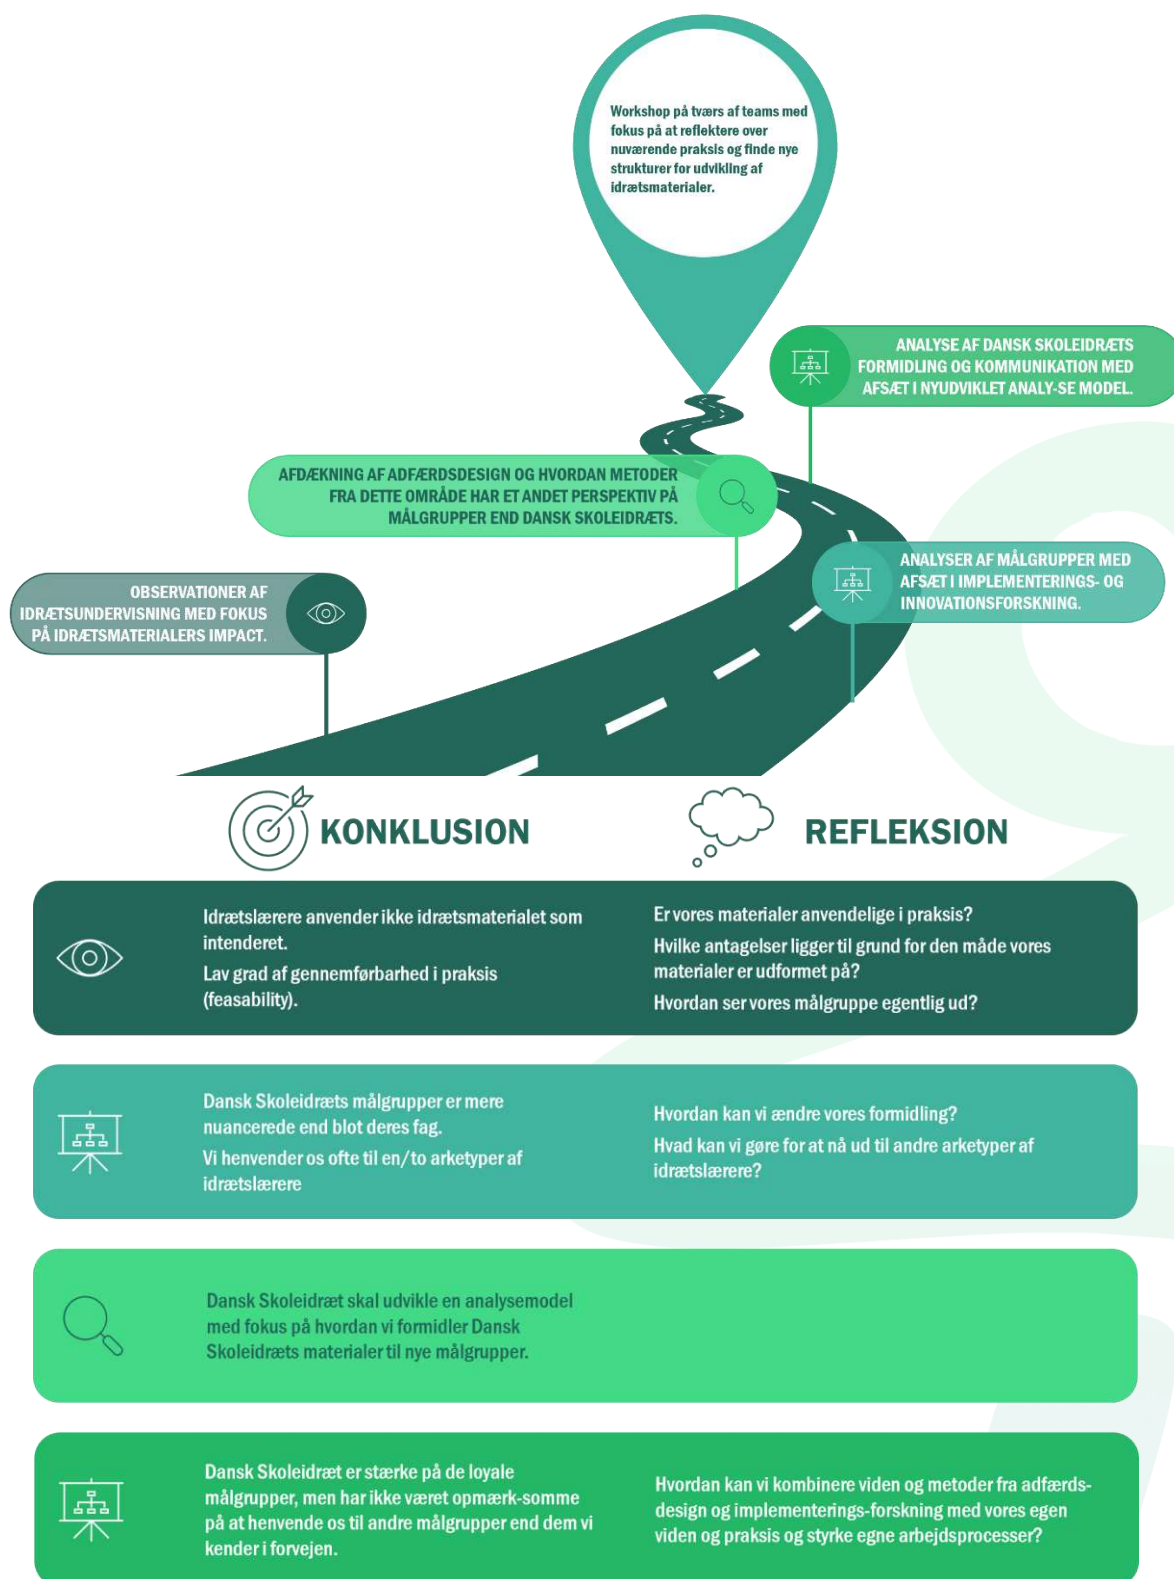 Workshop på tværs af teams med
fokus på at reflektere over
nuværende praksis og finde nye
strukturer for udvikling af
idrætsmaterialer.
ANALYSE AF DANSK SKOLEIDRÆTS
FORMIDLING OG KOMMUNIKATION MED
AFSÆT I NYUDVIKLET ANALY-SE MODEL.
AFDÆKNING AF ADFÆRDSDESIGN OG HVORDAN METODER
FRA DETTE OMRÅDE HAR ET ANDET PERSPEKTIV PÅ
MÅLGRUPPER END DANSK SKOLEIDRÆTS.
ANALYSER AF MÅLGRUPPER MED
AFSÆT I IMPLEMENTERINGS- OG
INNOVATIONSFORSKNING.
OBSERVATIONER AF
IDRÆTSUNDERVISNING MED FOKUS
PÅ IDRÆTSMATERIALERS IMPACT.
KONKLUSION
REFLEKSION
Idrætslærere anvender ikke idrætsmaterialet som
intenderet.
Lav grad af gennemførbarhed i praksis
(feasability).
Er vores materialer anvendelige i praksis?
Hvilke antagelser ligger til grund for den måde vores
materialer er udformet på?
Hvordan ser vores målgruppe egentlig ud?
Dansk Skoleidræts målgrupper er mere
nuancerede end blot deres fag.
Vi henvender os ofte til en/to arketyper af
idrætslærere
Hvordan kan vi ændre vores formidling?
Hvad kan vi gøre for at nå ud til andre arketyper af
idrætslærere?
Dansk Skoleidræt skal udvikle en analysemodel
med fokus på hvordan vi formidler Dansk
Skoleidræts materialer til nye målgrupper.
Dansk Skoleidræt er stærke på de loyale
målgrupper, men har ikke været opmærk-somme
på at henvende os til andre målgrupper end dem vi
kender i forvejen.
Hvordan kan vi kombinere viden og metoder fra adfærds-
design og implementerings-forskning med vores egen
viden og praksis og styrke egne arbejdsprocesser?